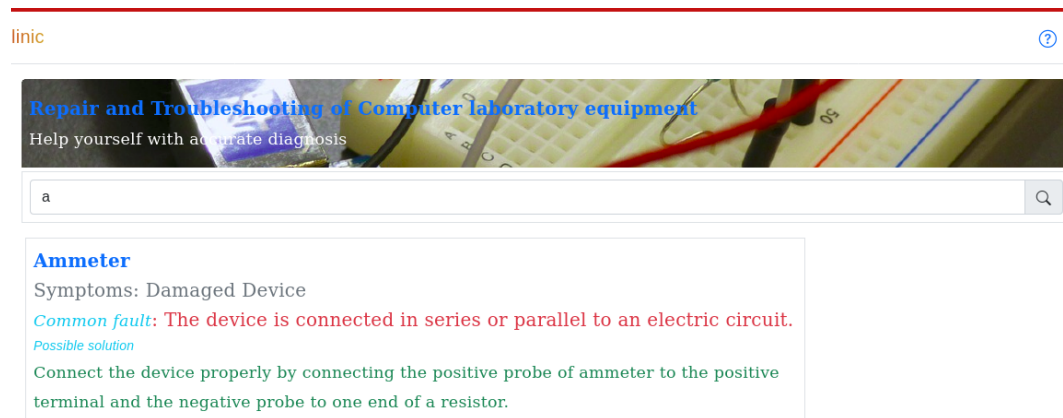 linic
Repair and Troubleshooting of Computer laboratory equipment
Help yourself with accurate diagnosis
a
Ammeter
Symptoms: Damaged Device
Common fault: The device is connected in series or parallel to an electric circuit.
Possible solution
Connect the device properly by connecting the positive probe of ammeter to the positive
terminal and the negative probe to one end of a resistor.